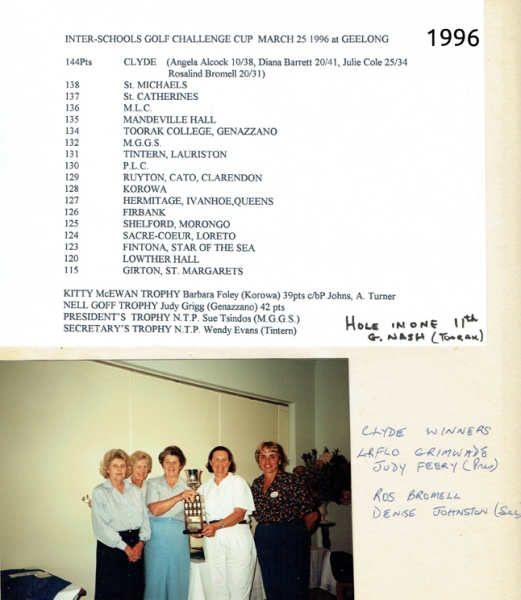 1996
INTER-SCHOOLS GOLF CHALLENGE CUP MARCH 25 1996 at GEELONG
144Pts CLYDE (Angela Alcock 10/38, Diana Barrett 20/41, Julie Cole 25/34
Rosalind Bromell 20/31)
138 St. MICHAELS
137 St. CATHERINES
136 M.L.C.
135 MANDEVILLE HALL
134 TOORAK COLLEGE, GENAZZANO
132 M.G.G.S.
131 TINTERN, LAURISTON
130 P.L.C.
129 RUYTON, CATO, CLARENDON
128 KOROWA
127 HERMITAGE, IVANHOE,QUEENS
126 FIRBANK
125 SHELFORD, MORONGO
124 SACRE-COEUR, LORETO
123 FINTONA, STAR OF THE SEA
120 LOWTHER HALL
115 GIRTON, ST. MARGARETS
KITTY McEWAN TROPHY Barbara Foley (Korowa) 39pts c/bP.Johns, A. Turner
NELL GOFF TROPHY Judy Grigg (Genazzano) 42 pts
PRESIDENT'S TROPHY N.T.P. Sue Tsindos (M.G.G.S.)
SECRETARY'S TROPHY N.T.P. Wendy Evans (Tintern)
HOLE IN ONE 11th
G. NASH (TOORAK)
CLYDE WINNERS
GRIMWADE
JUDY FEERY (Pres)
ROS BROMELL
DENISE JOHNSTON (Sec